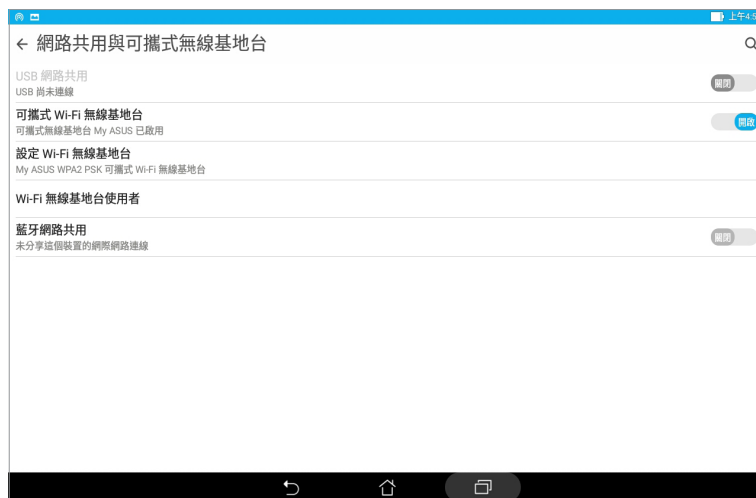 上午4:5
網路共用與可攜式無線基地台
USB 網路共用
USB 尚未連線
關閉
可攜式 Wi-Fi 無線基地台
可攜式無線基地台 My ASUS 已啟用
開啟
設定 Wi-Fi 無線基地台
My ASUS WPA2 PSK 可攜式 Wi-Fi 無線基地台
Wi-Fi 無線基地台使用者
藍牙網路共用
未分享這個裝置的網際網路連線
關閉